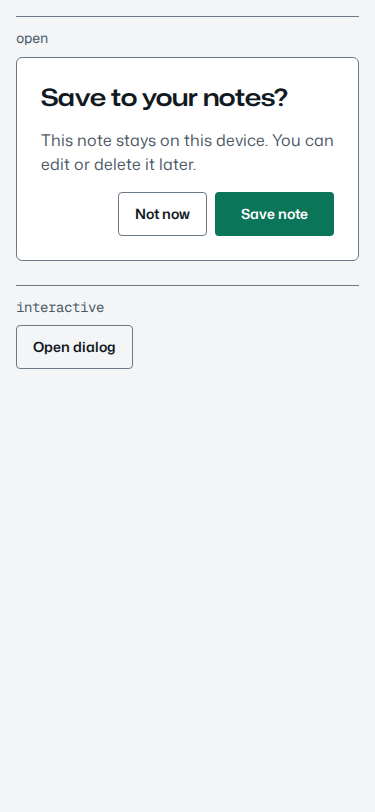 open
Save to your notes?
This note stays on this device. You can
edit or delete it later.
Not now
Save note
interactive
Open dialog